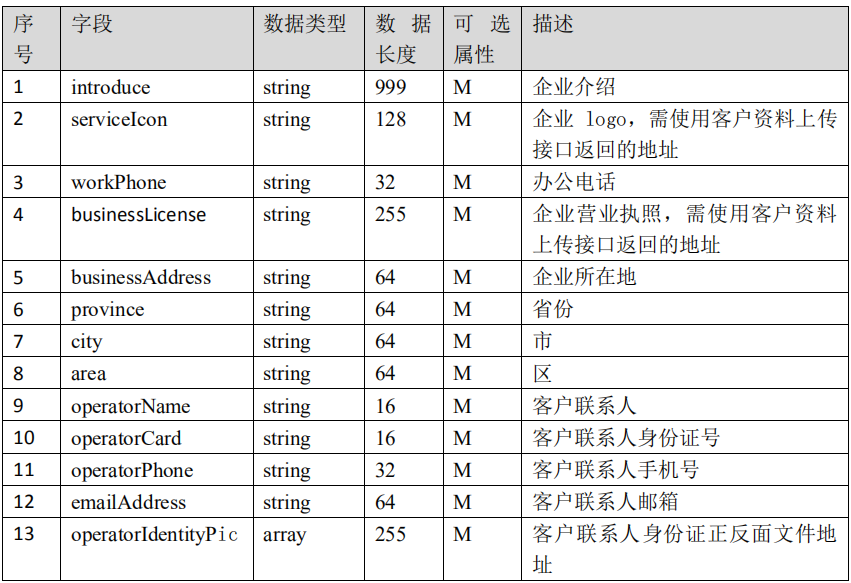 序号 字段 数据类型 数据长度 可选属性 描述
1 introduce string 999 M 企业介绍
2 serviceIcon string 128 M 企业 logo，需使用客户资料上传
接口返回的地址
3 workPhone string 32 M 办公电话
4 businessLicense string 255 M 企业营业执照，需使用客户资料
上传接口返回的地址
5 businessAddress string 64 M 企业所在地
6 province string 64 M 省份
7 city string 64 M 市
8 area string 64 M 区
9 operatorName string 16 M 客户联系人
10 operatorCard string 16 M 客户联系人身份证号
11 operatorPhone string 32 M 客户联系人手机号
12 emailAddress string 64 M 客户联系人邮箱
13 operatorIdentityPic array 255 M 客户联系人身份证正反面文件地
址